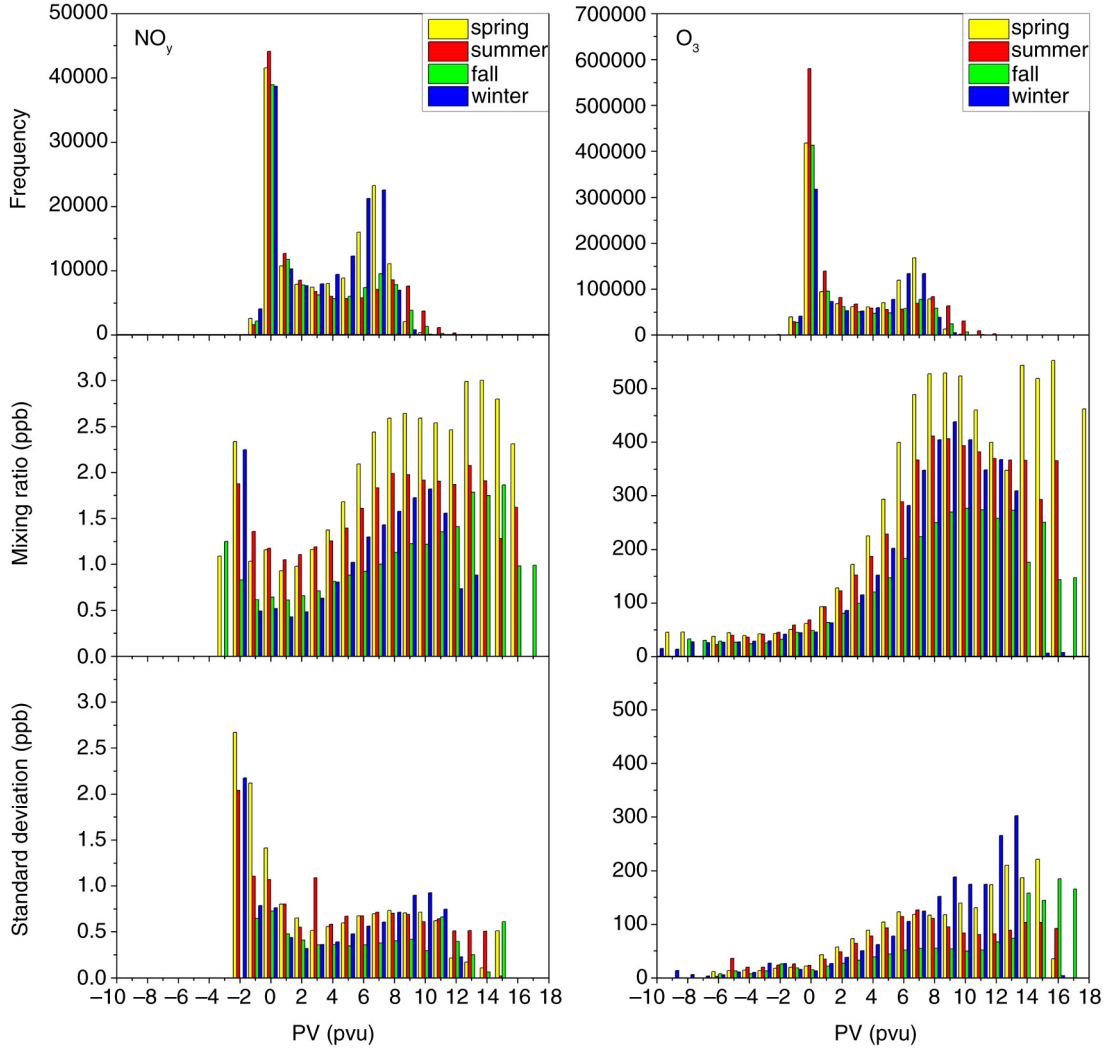 NOy
spring
summer
fall
winter
50000
40000
30000
20000
10000
0
Frequency
O3
spring
summer
fall
winter
700000
600000
500000
400000
300000
200000
100000
0
3.0
2.5
2.0
1.5
1.0
0.5
0.0
Mixing ratio (ppb)
500
400
300
200
100
0
3.0
2.5
2.0
1.5
1.0
0.5
0.0
Standard deviation (ppb)
500
400
300
200
100
0
−10 −8 −6 −4 −2 0 2 4 6 8 10 12 14 16 18
PV (pvu)
−10 −8 −6 −4 −2 0 2 4 6 8 10 12 14 16 18
PV (pvu)